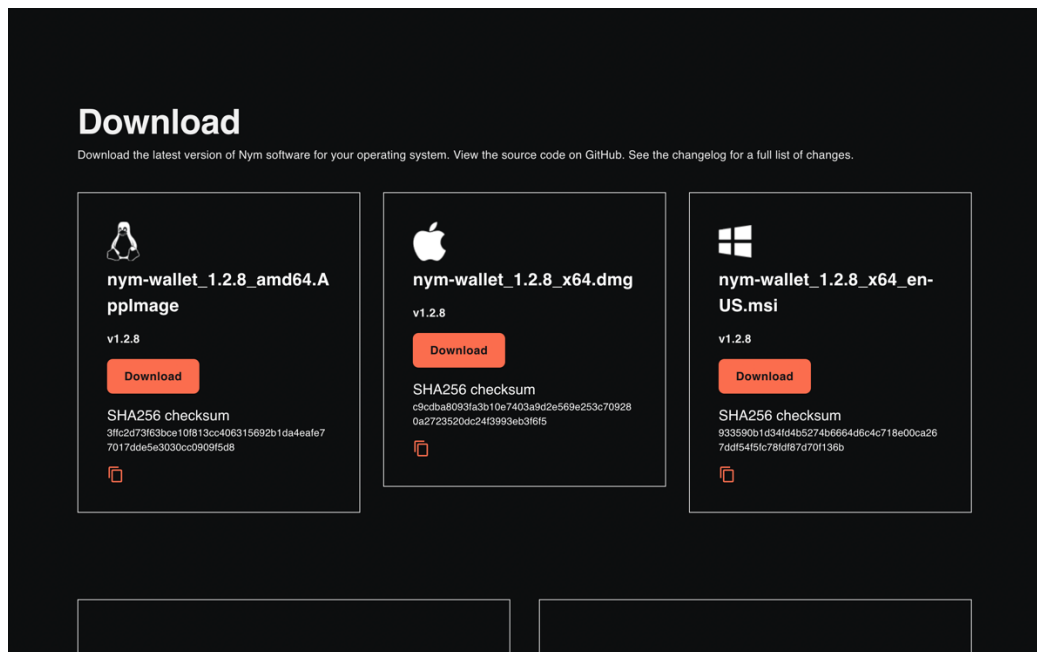 Download
Download the latest version of Nym software for your operating system. View the source code on GitHub. See the changelog for a full list of changes.
nym-wallet_1.2.8_amd64.A
ppImage
v1.2.8
Download
SHA256 checksum
3ffc2d73f63bce10f813cc406315692b1da4eafe7
7017dde5e3030cc0909f5d8
nym-wallet_1.2.8_x64.dmg
v1.2.8
Download
SHA256 checksum
c9cdba8093fa3b10e7403a9d2e569e253c70928
0a2723520dc24f3993eb3f6f5
nym-wallet_1.2.8_x64_en-
US.msi
v1.2.8
Download
SHA256 checksum
933590b1d34fd4b5274b6664d6c4c718e00ca26
7ddf54f5fc78fdf87d70f136b